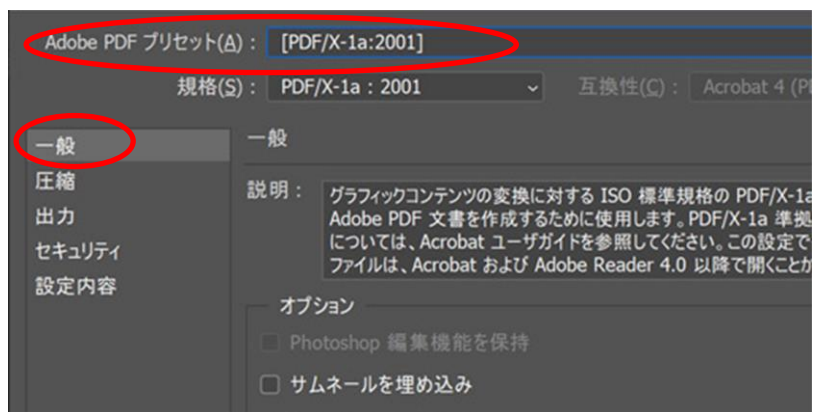 Adobe PDF プリセット(A)： [PDF/X-1a:2001]
規格(S)： PDF/X-1a : 2001 互換性(C)： Acrobat 4 (P
一般 一般
圧縮
出力
セキュリティ
設定内容
説明： グラフィックコンテンツの変換に対する ISO 標準規格の PDF/X-1a
Adobe PDF 文書を作成するために使用します。PDF/X-1a 準拠
については、Acrobat ユーザガイドを参照してください。この設定で
ファイルは、Acrobat および Adobe Reader 4.0 以降で開くことが
オプション
Photoshop 編集機能を保持
サムネールを埋め込み